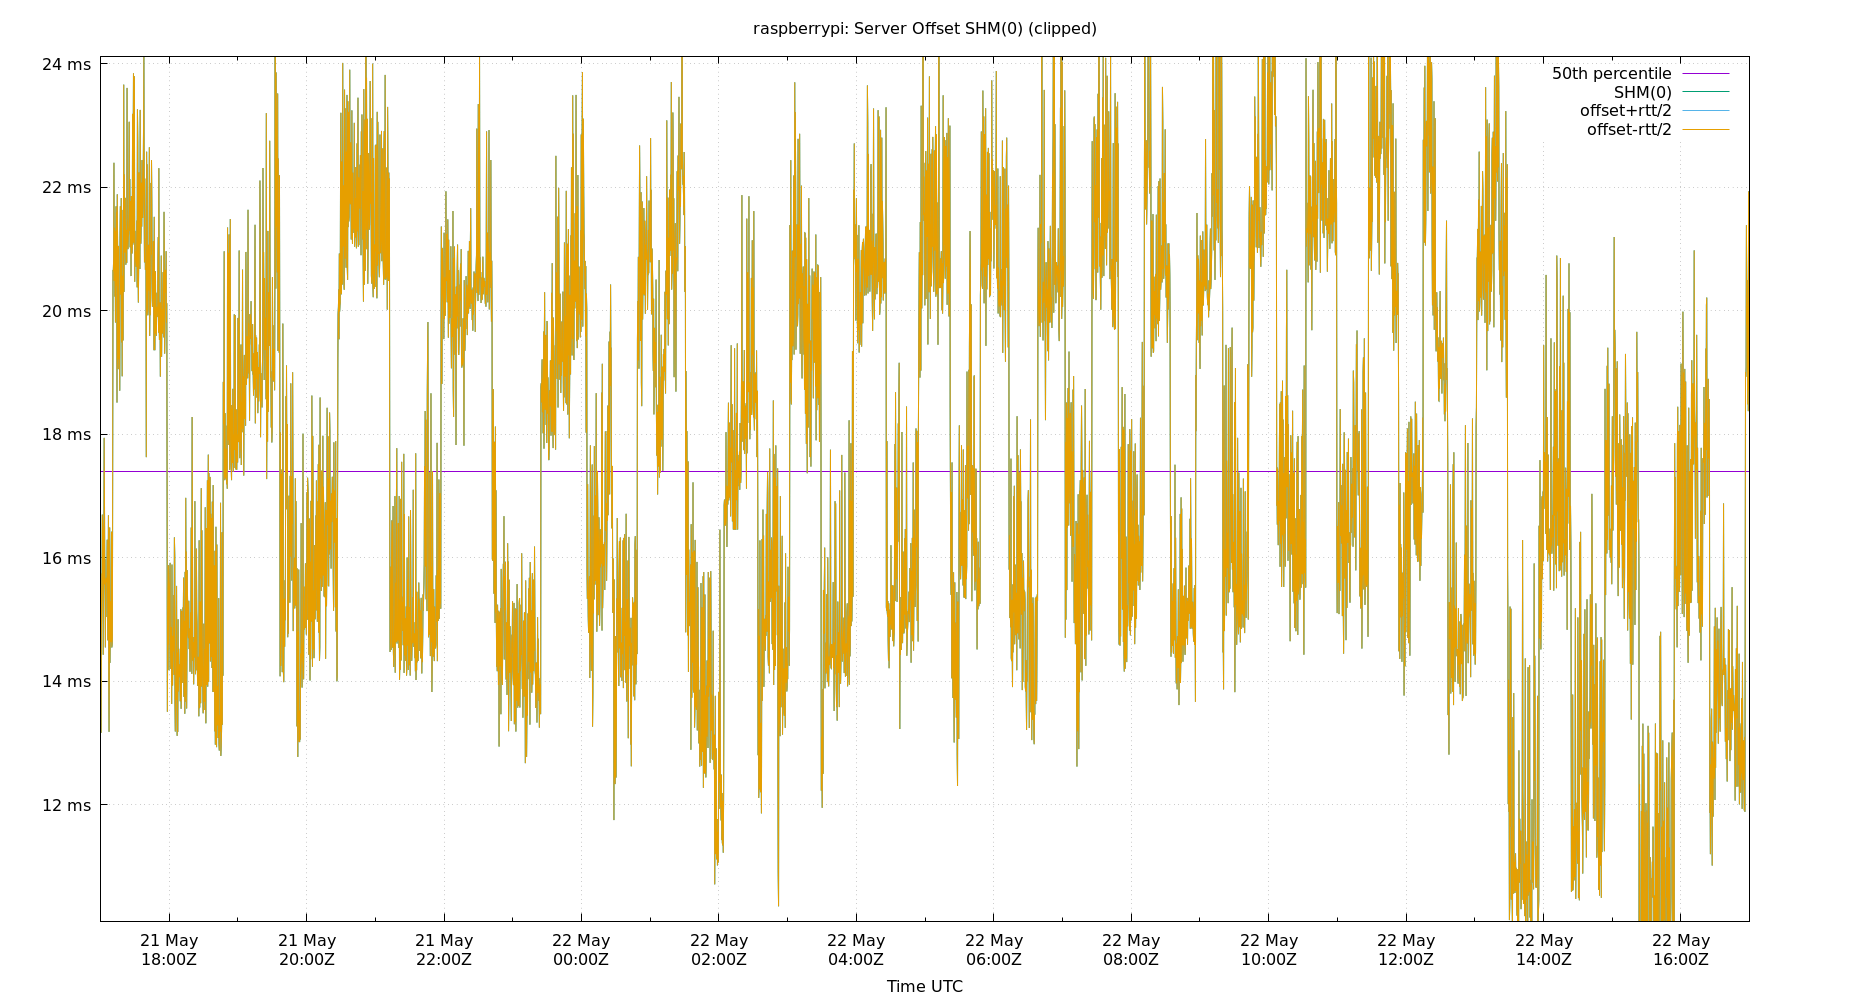 raspberrypi: Server Offset SHM(0) (clipped)
24 ms
22 ms
20 ms
18 ms
16 ms
14 ms
12 ms
50th percentile
SHM(0)
offset+rtt/2
offset-rtt/2
21 May 21 May 21 May 22 May 22 May 22 May 22 May 22 May 22 May 22 May 22 May 22 May
18:00Z 20:00Z 22:00Z 00:00Z 02:00Z 04:00Z 06:00Z 08:00Z 10:00Z 12:00Z 14:00Z 16:00Z
Time UTC